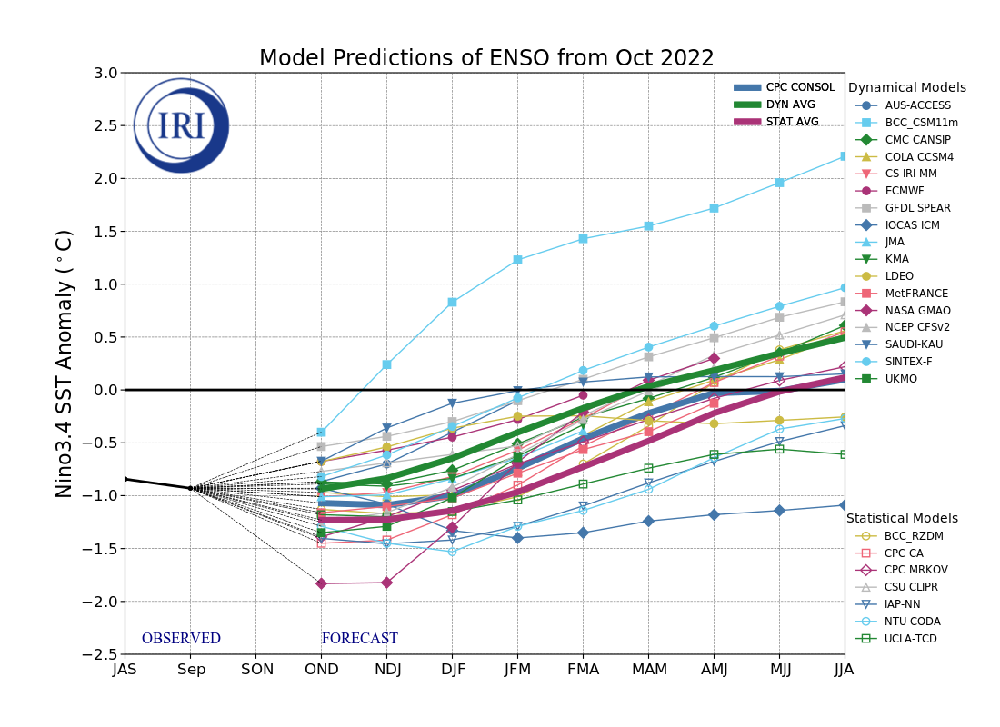 Model Predictions of ENSO from Oct 2022
IRI
CPC CONSOL
DYN AVG
STAT AVG
Dynamical Models
AUS-ACCESS
BCC_CSM11m
CMC CANSIP
COLA CCSM4
CS-IRI-MM
ECMWF
GFDL SPEAR
IOCAS ICM
JMA
KMA
LDEO
MetFRANCE
NASA GMAO
NCEP CFSv2
SAUDI-KAU
SINTEX-F
UKMO
Statistical Models
BCC_RZDM
CPC CA
CPC MRKOV
CSU CLIPR
IAP-NN
NTU CODA
UCLA-TCD
Nino3.4 SST Anomaly (°C)
3.0
2.5
2.0
1.5
1.0
0.5
0.0
−0.5
−1.0
−1.5
−2.0
−2.5
OBSERVED FORECAST
JAS Sep SON OND NDJ DJF JFM FMA MAM AMJ MJJ JJA